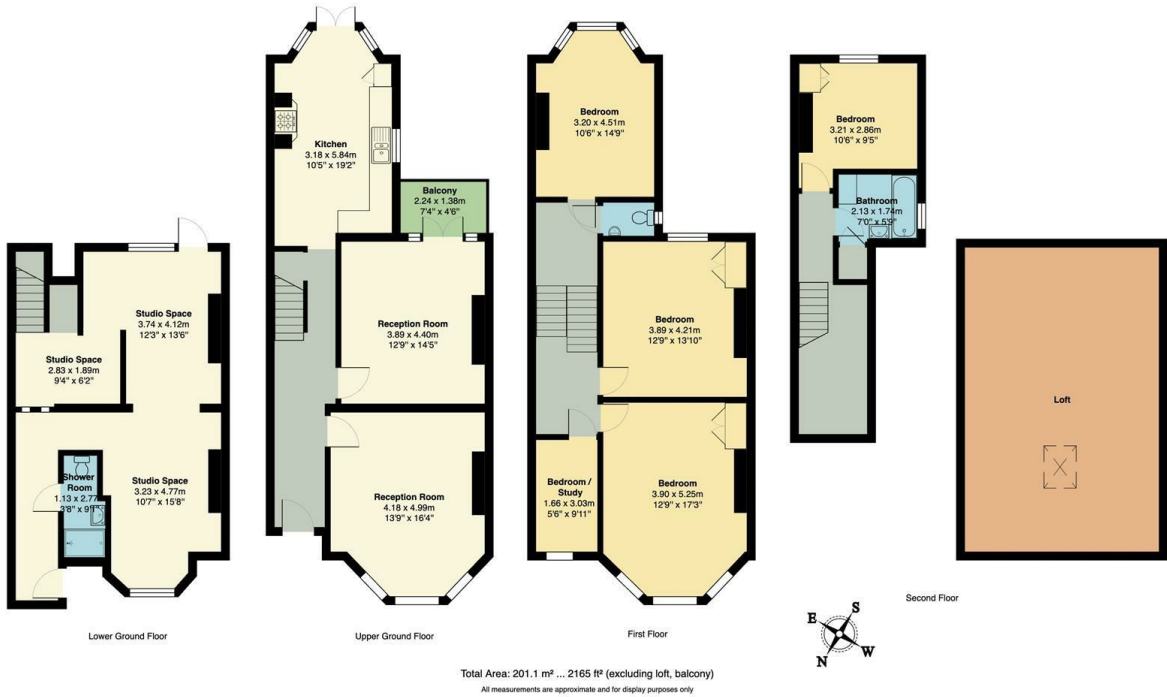 Studio Space
3.74 x 4.12m
12'3" x 13'6"
Studio Space
2.83 x 1.89m
9'4" x 6'2"
Shower
Room
1.13 x 2.77
3'8" x 9'1"
Studio Space
3.23 x 4.77m
10'7" x 15'8"
Lower Ground Floor
Kitchen
3.18 x 5.84m
10'5" x 19'2"
Balcony
2.24 x 1.38m
7'4" x 4'6"
Reception Room
3.89 x 4.40m
12'9" x 14'5"
Reception Room
4.18 x 4.99m
13'9" x 16'4"
Upper Ground Floor
Bedroom
3.20 x 4.51m
10'6" x 14'9"
Bedroom
3.89 x 4.21m
12'9" x 13'10"
Bedroom /
Study
1.66 x 3.03m
5'6" x 9'11"
Bedroom
3.90 x 5.25m
12'9" x 17'3"
First Floor
Bedroom
3.21 x 2.86m
10'6" x 9'5"
Bathroom
2.13 x 1.74m
7'0" x 5'9"
Loft
Second Floor
E
S
N
W
Total Area: 201.1 m² ... 2165 ft² (excluding loft, balcony)
All measurements are approximate and for display purposes only